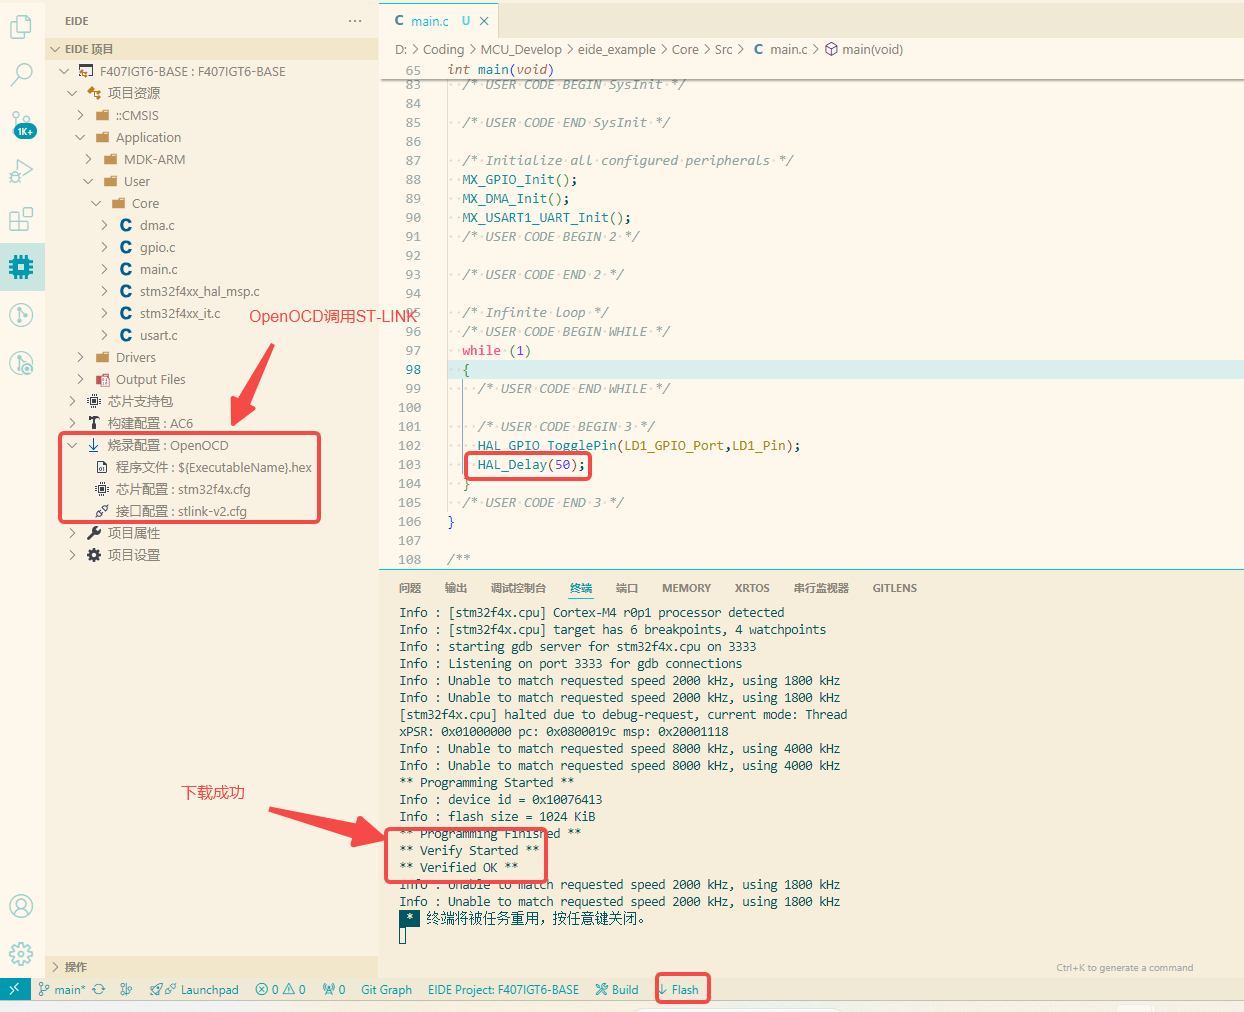 EIDE
EIDE 项目
F407IGT6-BASE : F407IGT6-BASE
项目资源
::CMSIS
Application
MDK-ARM
User
Core
dma.c
gpio.c
main.c
stm32f4xx_hal_msp.c
stm32f4xx_it.c
usart.c
Drivers
Output Files
芯片支持包
构建配置 : AC6
烧录配置 : OpenOCD
程序文件 : ${ExecutableName}.hex
芯片配置 : stm32f4x.cfg
接口配置 : stlink-v2.cfg
项目属性
项目设置
操作
1K+
OpenOCD调用ST-LINK
下载成功
C main.c U
D: > Coding > MCU_Develop > eide_example > Core > Src > C main.c > main(void)
65 int main(void)
83 /* USER CODE BEGIN SysInit */
84
85 /* USER CODE END SysInit */
86
87 /* Initialize all configured peripherals */
88 MX_GPIO_Init();
89 MX_DMA_Init();
90 MX_USART1_UART_Init();
91 /* USER CODE BEGIN 2 */
92
93 /* USER CODE END 2 */
94
95 /* Infinite loop */
96 /* USER CODE BEGIN WHILE */
97 while (1)
98 {
99 /* USER CODE END WHILE */
100
101 /* USER CODE BEGIN 3 */
102 HAL_GPIO_TogglePin(LD1_GPIO_Port,LD1_Pin);
103 HAL_Delay(50);
104 }
105 /* USER CODE END 3 */
106 }
107
108 /**
问题 输出 调试控制台 终端 端口 MEMORY XRTOS 串行监视器 GITLENS
Info : [stm32f4x.cpu] Cortex-M4 r0p1 processor detected
Info : [stm32f4x.cpu] target has 6 breakpoints, 4 watchpoints
Info : starting gdb server for stm32f4x.cpu on 3333
Info : Listening on port 3333 for gdb connections
Info : Unable to match requested speed 2000 kHz, using 1800 kHz
Info : Unable to match requested speed 2000 kHz, using 1800 kHz
[stm32f4x.cpu] halted due to debug-request, current mode: Thread
xPSR: 0x01000000 pc: 0x0800019c msp: 0x20001118
Info : Unable to match requested speed 8000 kHz, using 4000 kHz
Info : Unable to match requested speed 8000 kHz, using 4000 kHz
** Programming Started **
Info : device id = 0x10076413
Info : flash size = 1024 KiB
** Programming Finished **
** Verify Started **
** Verified OK **
Info : Unable to match requested speed 2000 kHz, using 1800 kHz
Info : Unable to match requested speed 2000 kHz, using 1800 kHz
* 终端将被任务重用，按任意键关闭。
Ctrl+K to generate a command
main* Launchpad 0 0 0 Git Graph EIDE Project: F407IGT6-BASE Build Flash